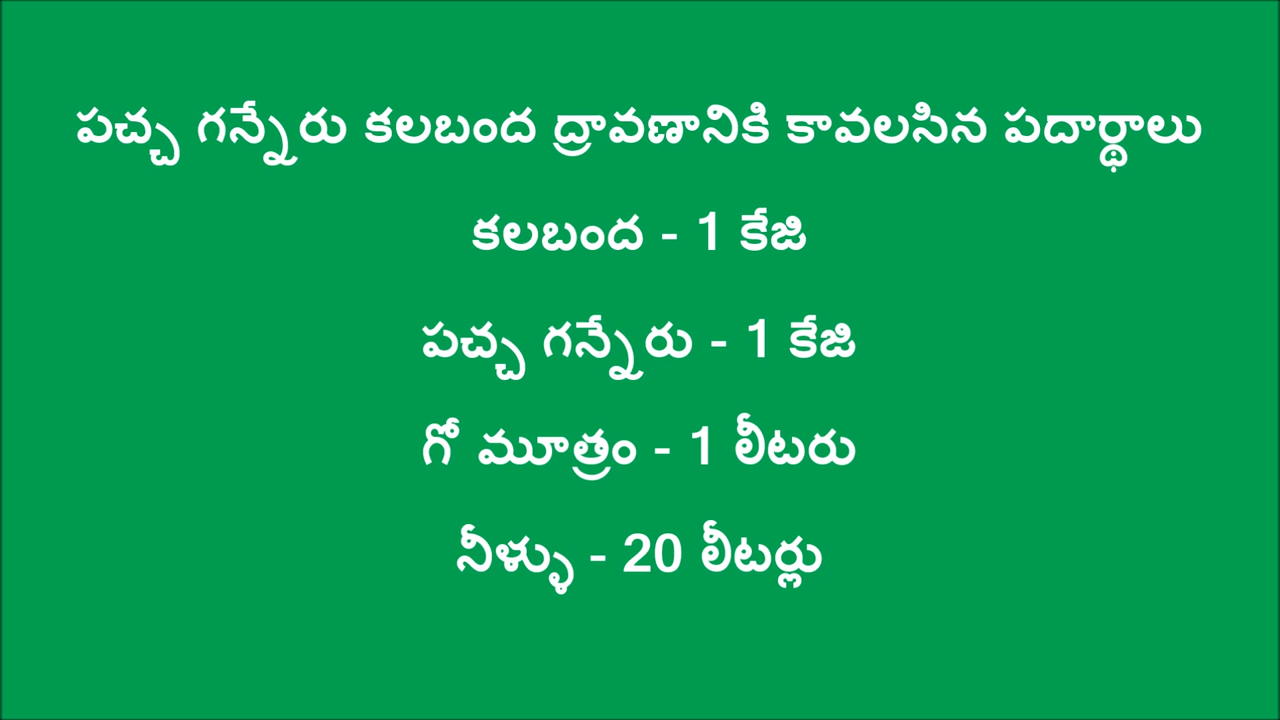 పచ్చ గన్నేరు కలబంద ద్రావణానికి కావలసిన పదార్థాలు
కలబంద - 1 కేజి
పచ్చ గన్నేరు - 1 కేజి
గో మూత్రం - 1 లీటరు
నీళ్ళు - 20 లీటర్లు